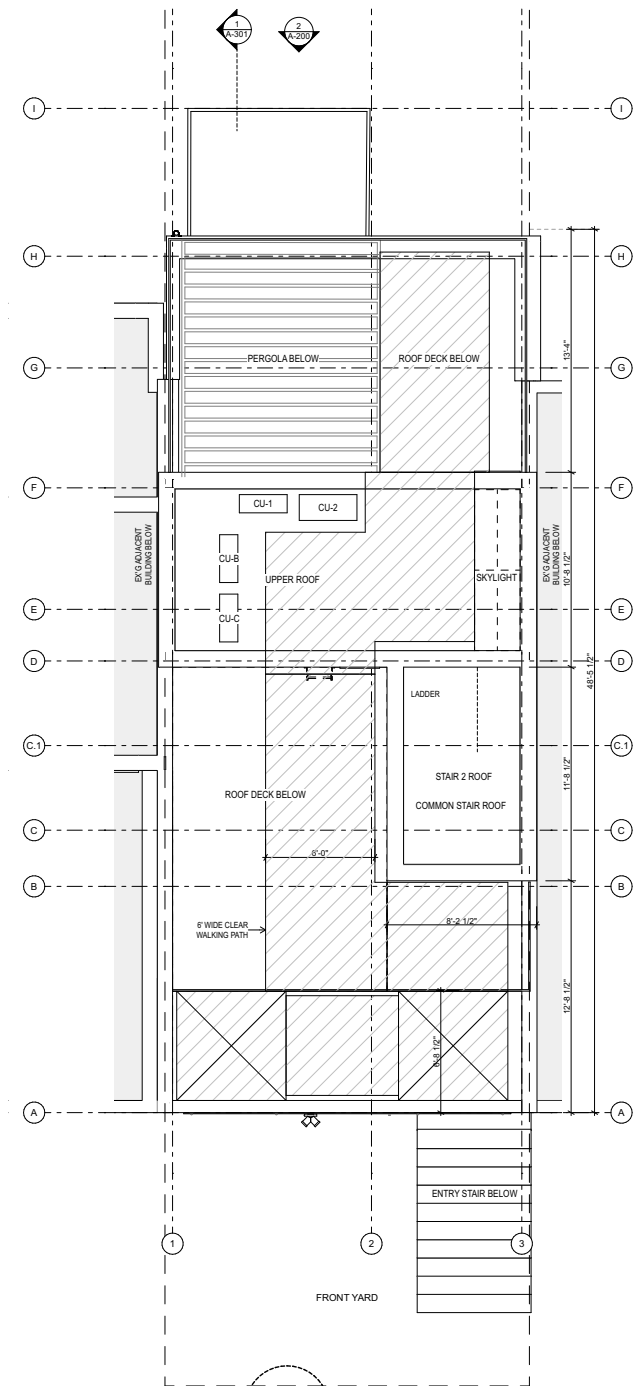 1
A-301
2
A-200
I
I
H
H
13'-4"
PERGOLA BELOW
ROOF DECK BELOW
G
G
F
F
CU-1
CU-2
EX'G ADJACENT
BUILDING BELOW
CU-B
UPPER ROOF
SKYLIGHT
EX'G ADJACENT
BUILDING BELOW
10'-8 1/2"
E
E
CU-C
D
D
48'-5 1/2"
LADDER
C.1
C.1
STAIR 2 ROOF
COMMON STAIR ROOF
11'-8 1/2"
ROOF DECK BELOW
C
C
6'-0"
B
B
6' WIDE CLEAR
WALKING PATH
8'-2 1/2"
12'-8 1/2"
6'-8 1/2"
A
A
ENTRY STAIR BELOW
1
2
3
FRONT YARD